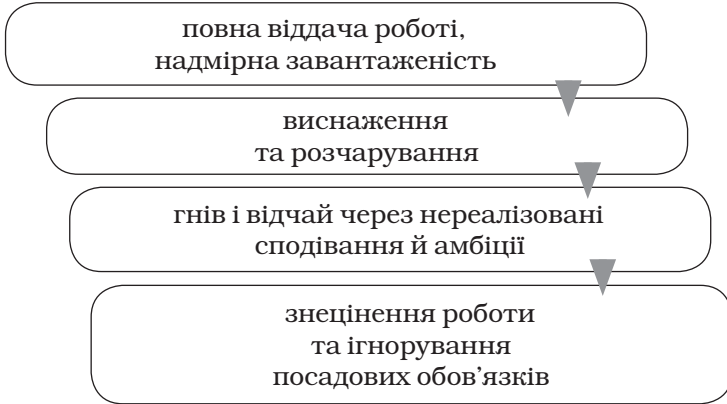 повна віддача роботі,
надмірна завантаженість
виснаження
та розчарування
гнів і відчай через нереалізовані
сподівання й амбіції
знецінення роботи
та ігнорування
посадових обов'язків